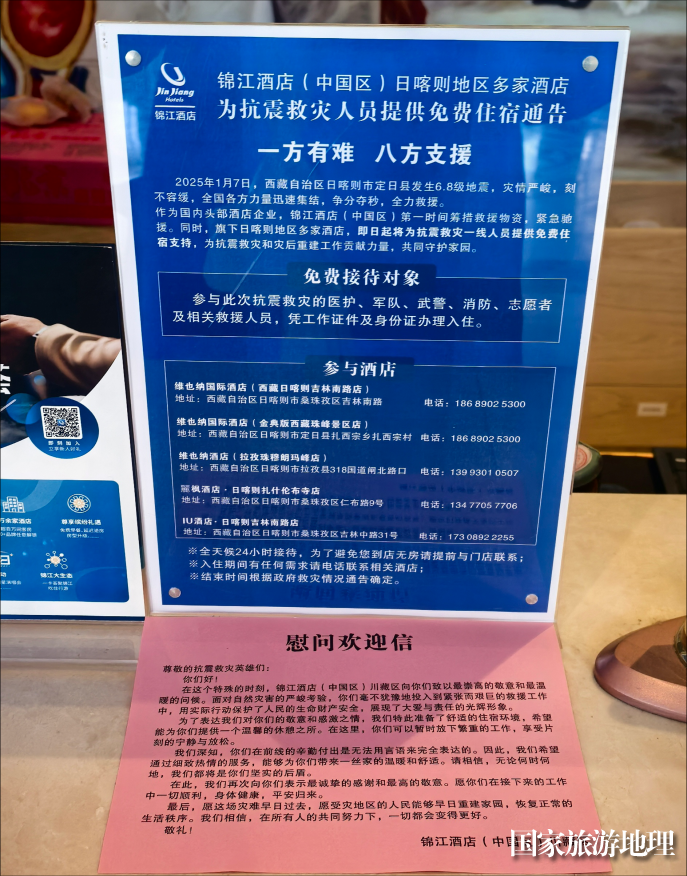 Jin Jiang
Hotels
锦江酒店
锦江酒店（中国区）日喀则地区多家酒店
为抗震救灾人员提供免费住宿通告
一方有难 八方支援
2025年1月7日，西藏自治区日喀则市定日县发生6.8级地震，灾情严峻，刻
不容缓，全国各方力量迅速集结，争分夺秒，全力救援。
作为国内头部酒店企业，锦江酒店（中国区）第一时间筹措救援物资，紧急驰
援。同时，旗下日喀则地区多家酒店，即日起将为抗震救灾一线人员提供免费住
宿支持，为抗震救灾和灾后重建工作贡献力量，共同守护家园。
免费接待对象
参与此次抗震救灾的医护、军队、武警、消防、志愿者
及相关救援人员，凭工作证件及身份证办理入住。
参与酒店
维也纳国际酒店（西藏日喀则吉林南路店）
地址：西藏自治区日喀则市桑珠孜区吉林南路 电话：186 8902 5300
维也纳国际酒店（金典版西藏珠峰景区店）
地址：西藏自治区日喀则市定日县扎西宗乡扎西宗村 电话：186 8902 5300
维也纳酒店（拉孜珠穆朗玛峰店）
地址：西藏自治区日喀则市拉孜县318国道闸北路口 电话：139 9301 0507
麗枫酒店·日喀则扎什伦布寺店
地址：西藏自治区日喀则市桑珠孜区仁布路9号 电话：134 7705 7706
IU酒店·日喀则吉林南路店
地址：西藏自治区日喀则市桑珠孜区吉林中路31号 电话：173 0892 2255
※全天候24小时接待，为了避免您到店无房请提前与门店联系；
※入住期间有任何需求请电话联系相关酒店；
※结束时间根据政府救灾情况通告确定。
即刻加入
万余家酒店
尊享缤纷礼遇
锦江大生态
慰问欢迎信
尊敬的抗震救灾英雄们：
你们好！
在这个特殊的时刻，锦江酒店（中国区）川藏区向你们致以最崇高的敬意和最温
暖的问候。面对自然灾害的严峻考验，你们毫不犹豫地投入到紧张而艰巨的救援工作
中，用实际行动保护了人民的生命财产安全，展现了大爱与责任的光辉形象。
为了表达我们对你们的敬意和感激之情，我们特此准备了舒适的住宿环境，希望
能为你们提供一个温馨的休憩之所。在这里，你们可以暂时放下繁重的工作，享受片
刻的宁静与放松。
我们深知，你们在前线的辛勤付出是无法用言语来完全表达的。因此，我们希望
通过细致热情的服务，能够为你们带来一丝家的温暖和舒适。请相信，无论何时何
地，我们都将是你们坚实的后盾。
在此，我们再次向你们表示最诚挚的感谢和最高的敬意。愿你们在接下来的工作
中一切顺利，身体健康，平安归来。
最后，愿这场灾难早日过去，愿受灾地区的人民能够早日重建家园，恢复正常的
生活秩序。我们相信，在所有人的共同努力下，一切都会变得更好。
敬礼！
锦江酒店（中国
国家旅游地理